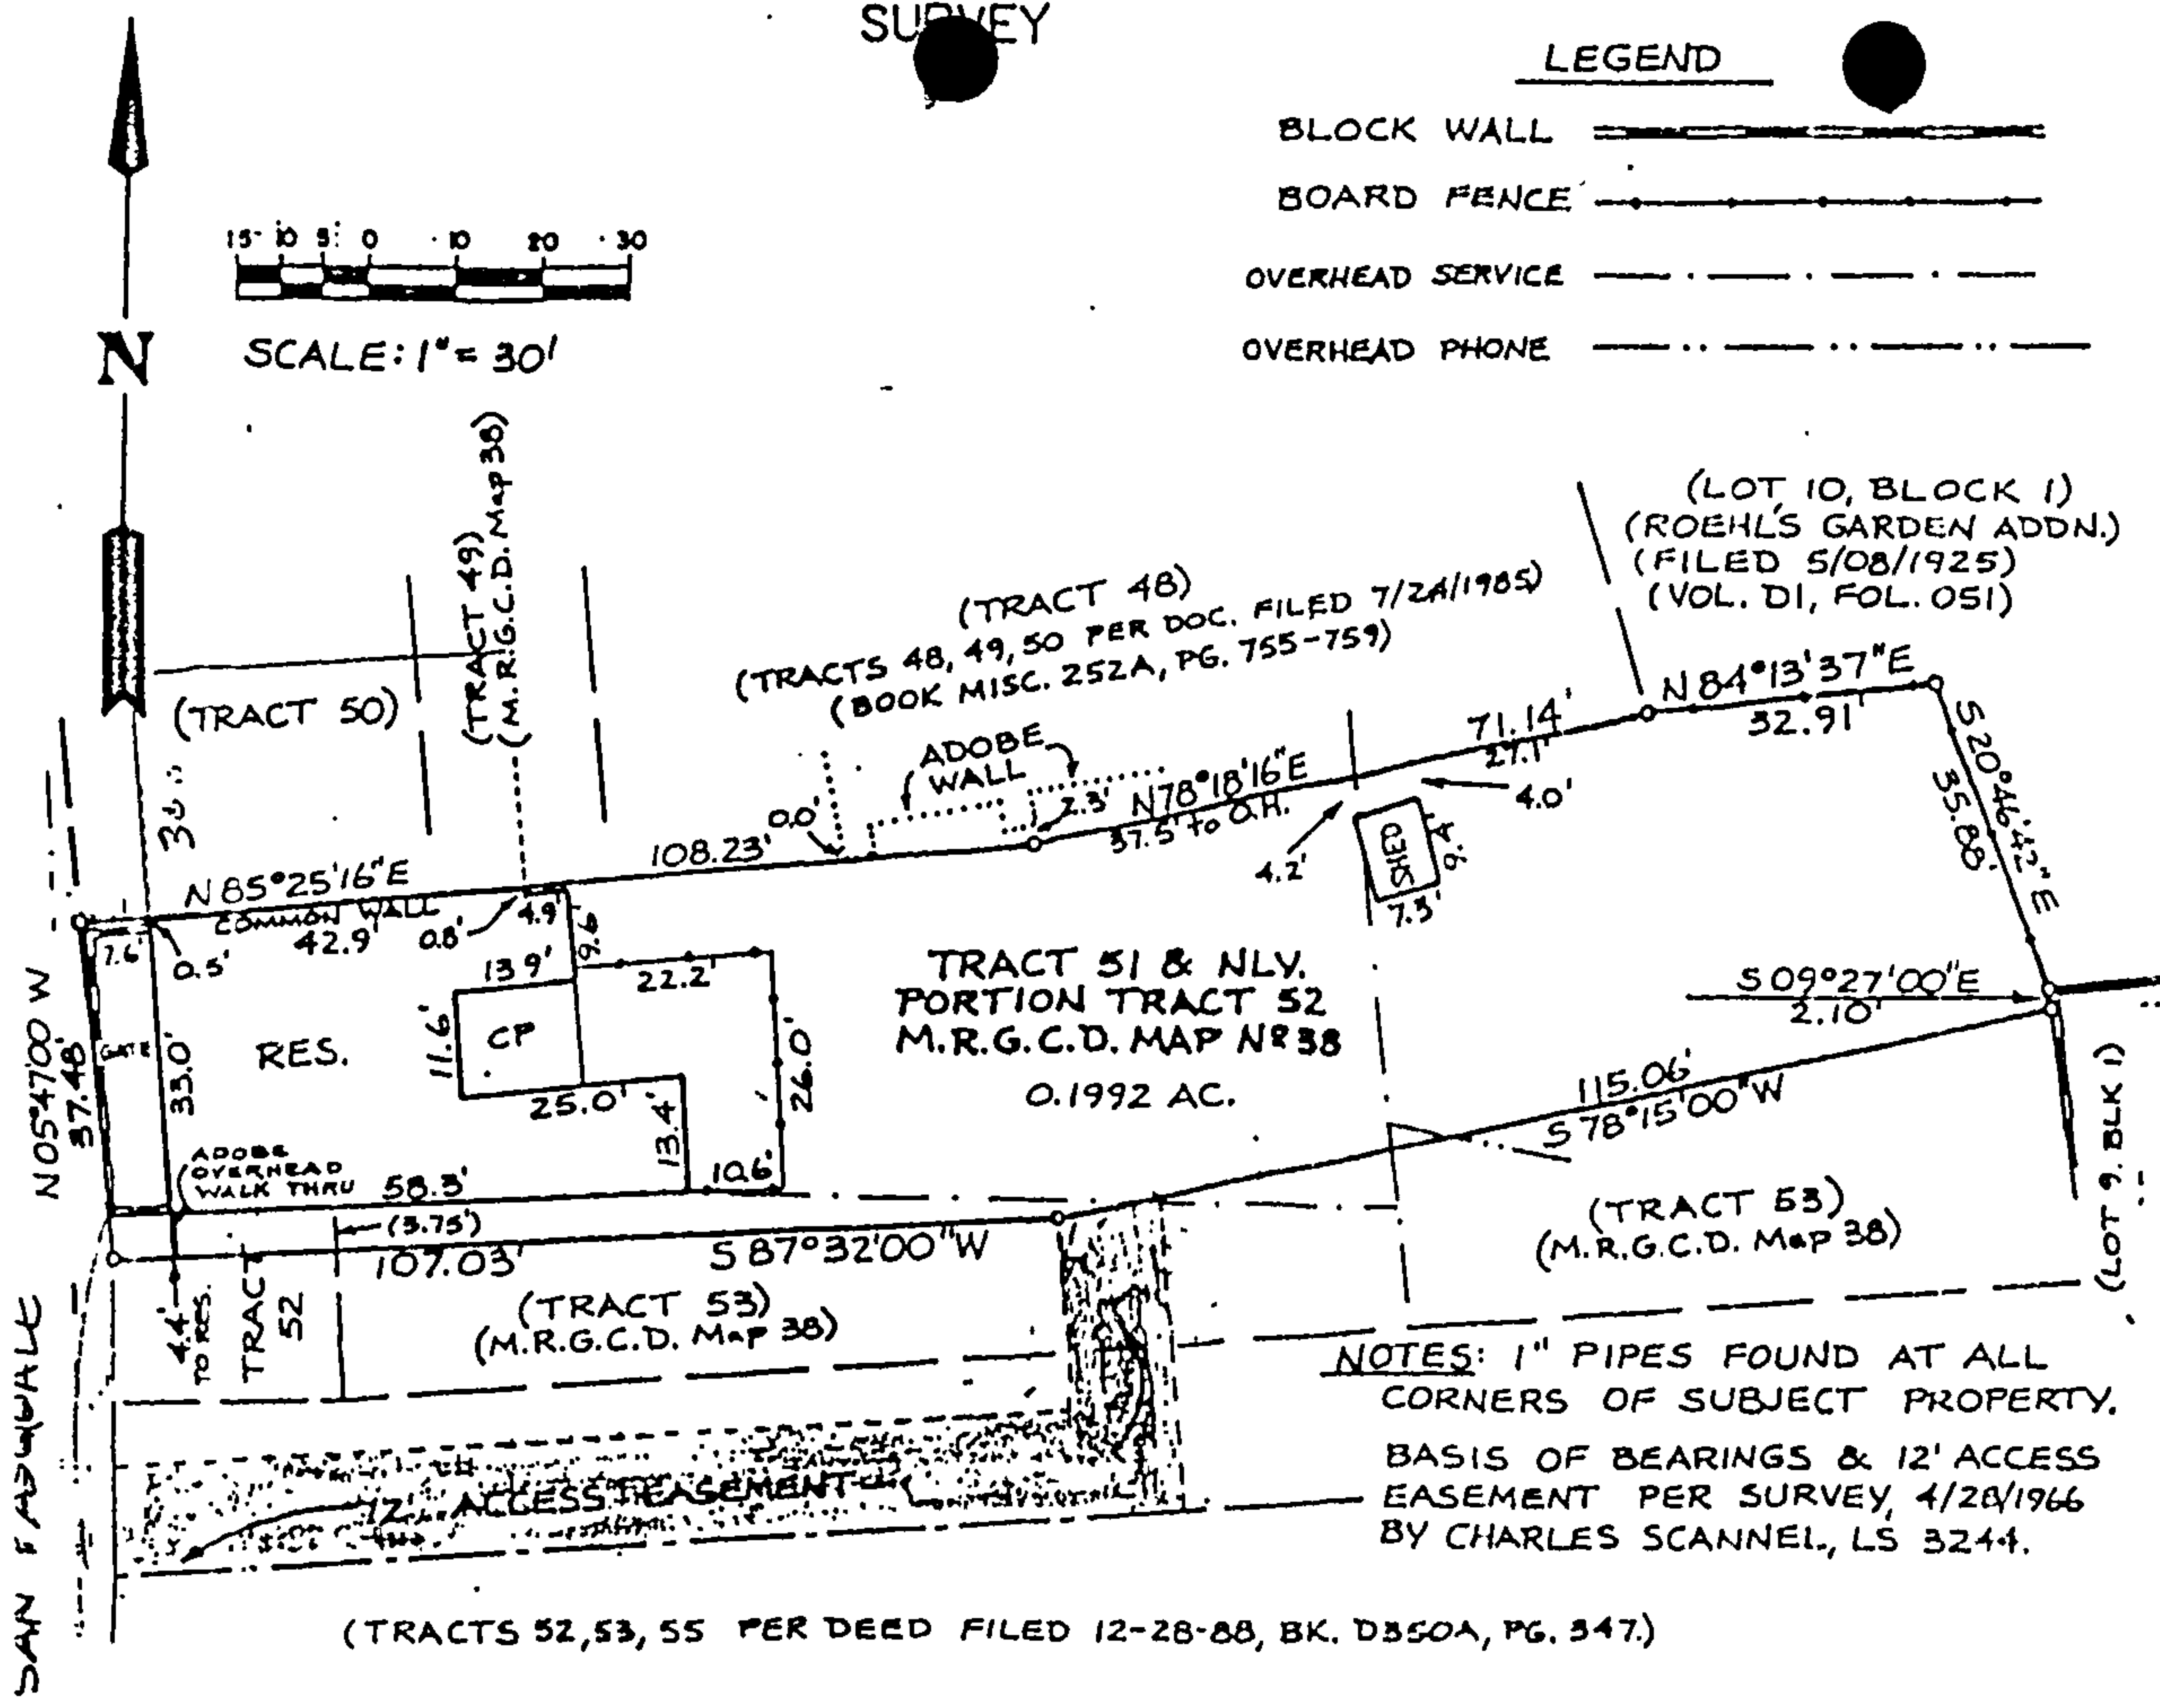 SURVEY
LEGEND
BLOCK WALL
BOARD FENCE
OVERHEAD SERVICE
OVERHEAD PHONE
15 10 5 0 10 20 30
N
SCALE: 1" = 30'
(LOT, 10, BLOCK 1)
(ROEHL'S GARDEN ADDN.)
(FILED 5/08/1925)
(VOL. D1, FOL. 051)
(TRACT 49)
(M.R.G.C.D. Map 38)
(TRACT 50)
(TRACT 48)
(TRACTS 48, 49, 50 PER DOC. FILED 7/24/1985)
(BOOK MISC. 252A, PG. 755-759)
ADOBE
WALL
N 84°13'37"E
32.91'
71.14'
27.1'
N 78°18'16"E
37.5' to O.H.
2.3'
0.0'
4.0'
4.2'
SHED
9.4'
7.3'
S 20°46'42" E
35.88'
108.23'
N 85°25'16"E
COMMON WALL
42.9'
0.8'
4.9'
9.6'
7.6'
0.5'
13.9'
22.2'
11.6'
CP
RES.
GATE
N 05°47'00 W
37.48'
33.0'
25.0'
13.4'
26.0'
10.6'
TRACT 51 & NLY.
PORTION TRACT 52
M.R.G.C.D. MAP Nº 38
0.1992 AC.
S 09°27'00"E
2.10'
115.06'
S 78°15'00"W
(LOT 9, BLK 1)
ADOBE
OVERHEAD
WALK THRU
58.3'
(3.75')
107.03'
S 87°32'00"W
4.4'
TO RES.
TRACT
52
(TRACT 53)
(M.R.G.C.D. Map 38)
(TRACT 53)
(M.R.G.C.D. Map 38)
12' ACCESS EASEMENT
SAN PASQUALE
NOTES: 1" PIPES FOUND AT ALL
CORNERS OF SUBJECT PROPERTY.
BASIS OF BEARINGS & 12' ACCESS
EASEMENT PER SURVEY, 4/28/1966
BY CHARLES SCANNEL, LS 3244.
(TRACTS 52, 53, 55 PER DEED FILED 12-28-88, BK. D350A, PG. 347.)